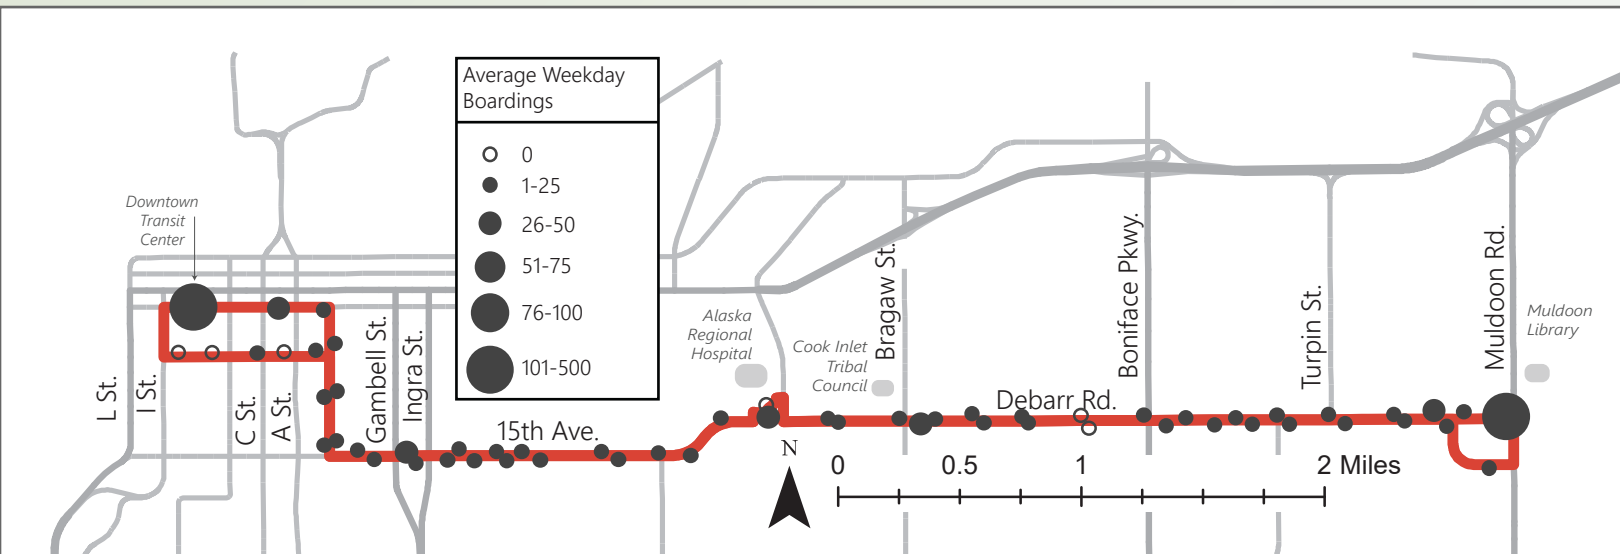 Average Weekday
Boardings
0
1-25
26-50
51-75
76-100
101-500
Downtown
Transit
Center
L St.
I St.
C St.
A St.
Gambell St.
Ingra St.
15th Ave.
Alaska
Regional
Hospital
Cook Inlet
Tribal
Council
Bragaw St.
Debarr Rd.
Boniface Pkwy.
Turpin St.
Muldoon Rd.
Muldoon
Library
N
0 0.5 1 2 Miles